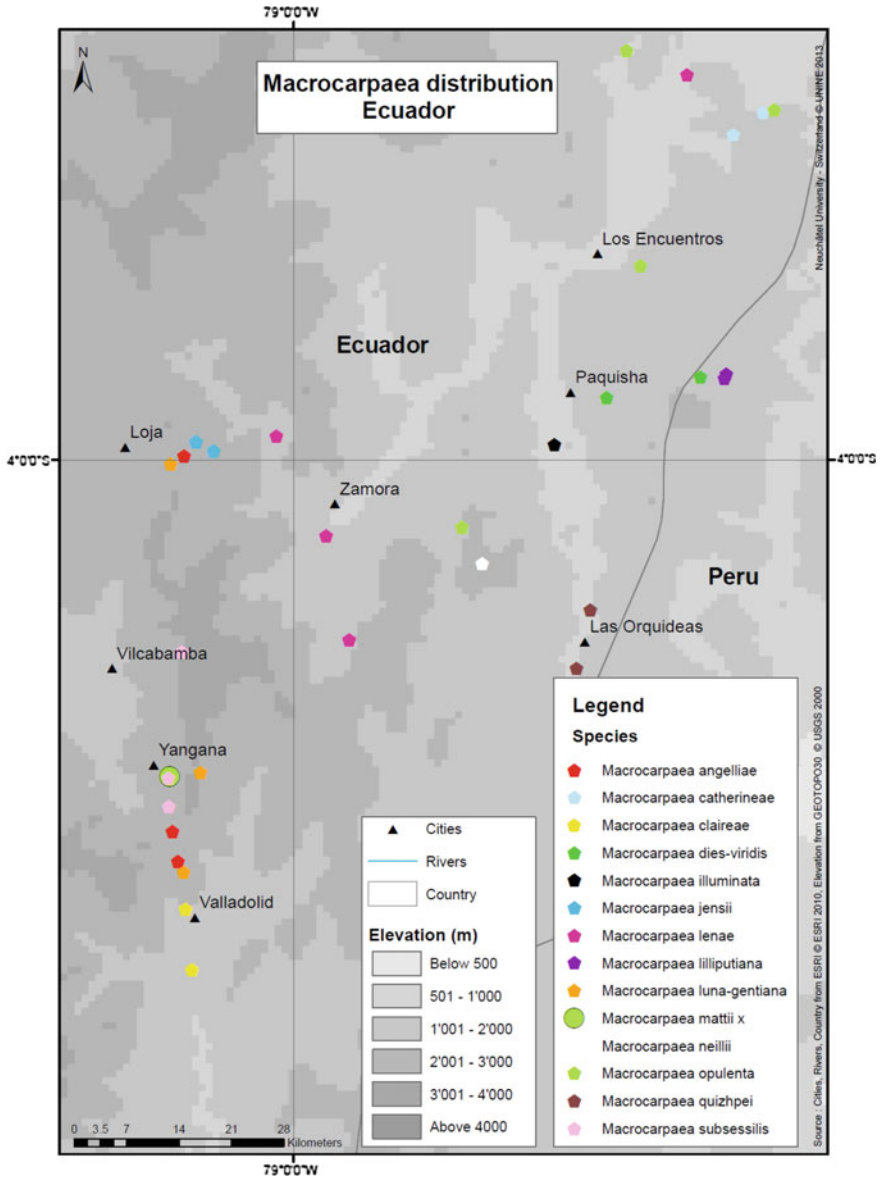 79°0'0"W
N
Macrocarpaea distribution
Ecuador
Neuchâtel University - Switzerland © UNINE 2013
Los Encuentros
Ecuador
Paquisha
Loja
4°0'0"S
4°0'0"S
Zamora
Peru
Las Orquideas
Vilcabamba
Yangana
Valladolid
Legend
Species
Macrocarpaea angelliae
Macrocarpaea catherineae
Macrocarpaea claireae
Macrocarpaea dies-viridis
Macrocarpaea illuminata
Macrocarpaea jensii
Macrocarpaea lenae
Macrocarpaea lilliputiana
Macrocarpaea luna-gentiana
Macrocarpaea mattii x
Macrocarpaea neillii
Macrocarpaea opulenta
Macrocarpaea quizhpei
Macrocarpaea subsessilis
Cities
Rivers
Country
Elevation (m)
Below 500
501 - 1'000
1'001 - 2'000
2'001 - 3'000
3'001 - 4'000
Above 4000
0 3.5 7 14 21 28
Kilometers
Source : Cities, Rivers, Country from ESRI © ESRI 2010, Elevation from GEOTOPO30, © USGS 2000
79°0'0"W